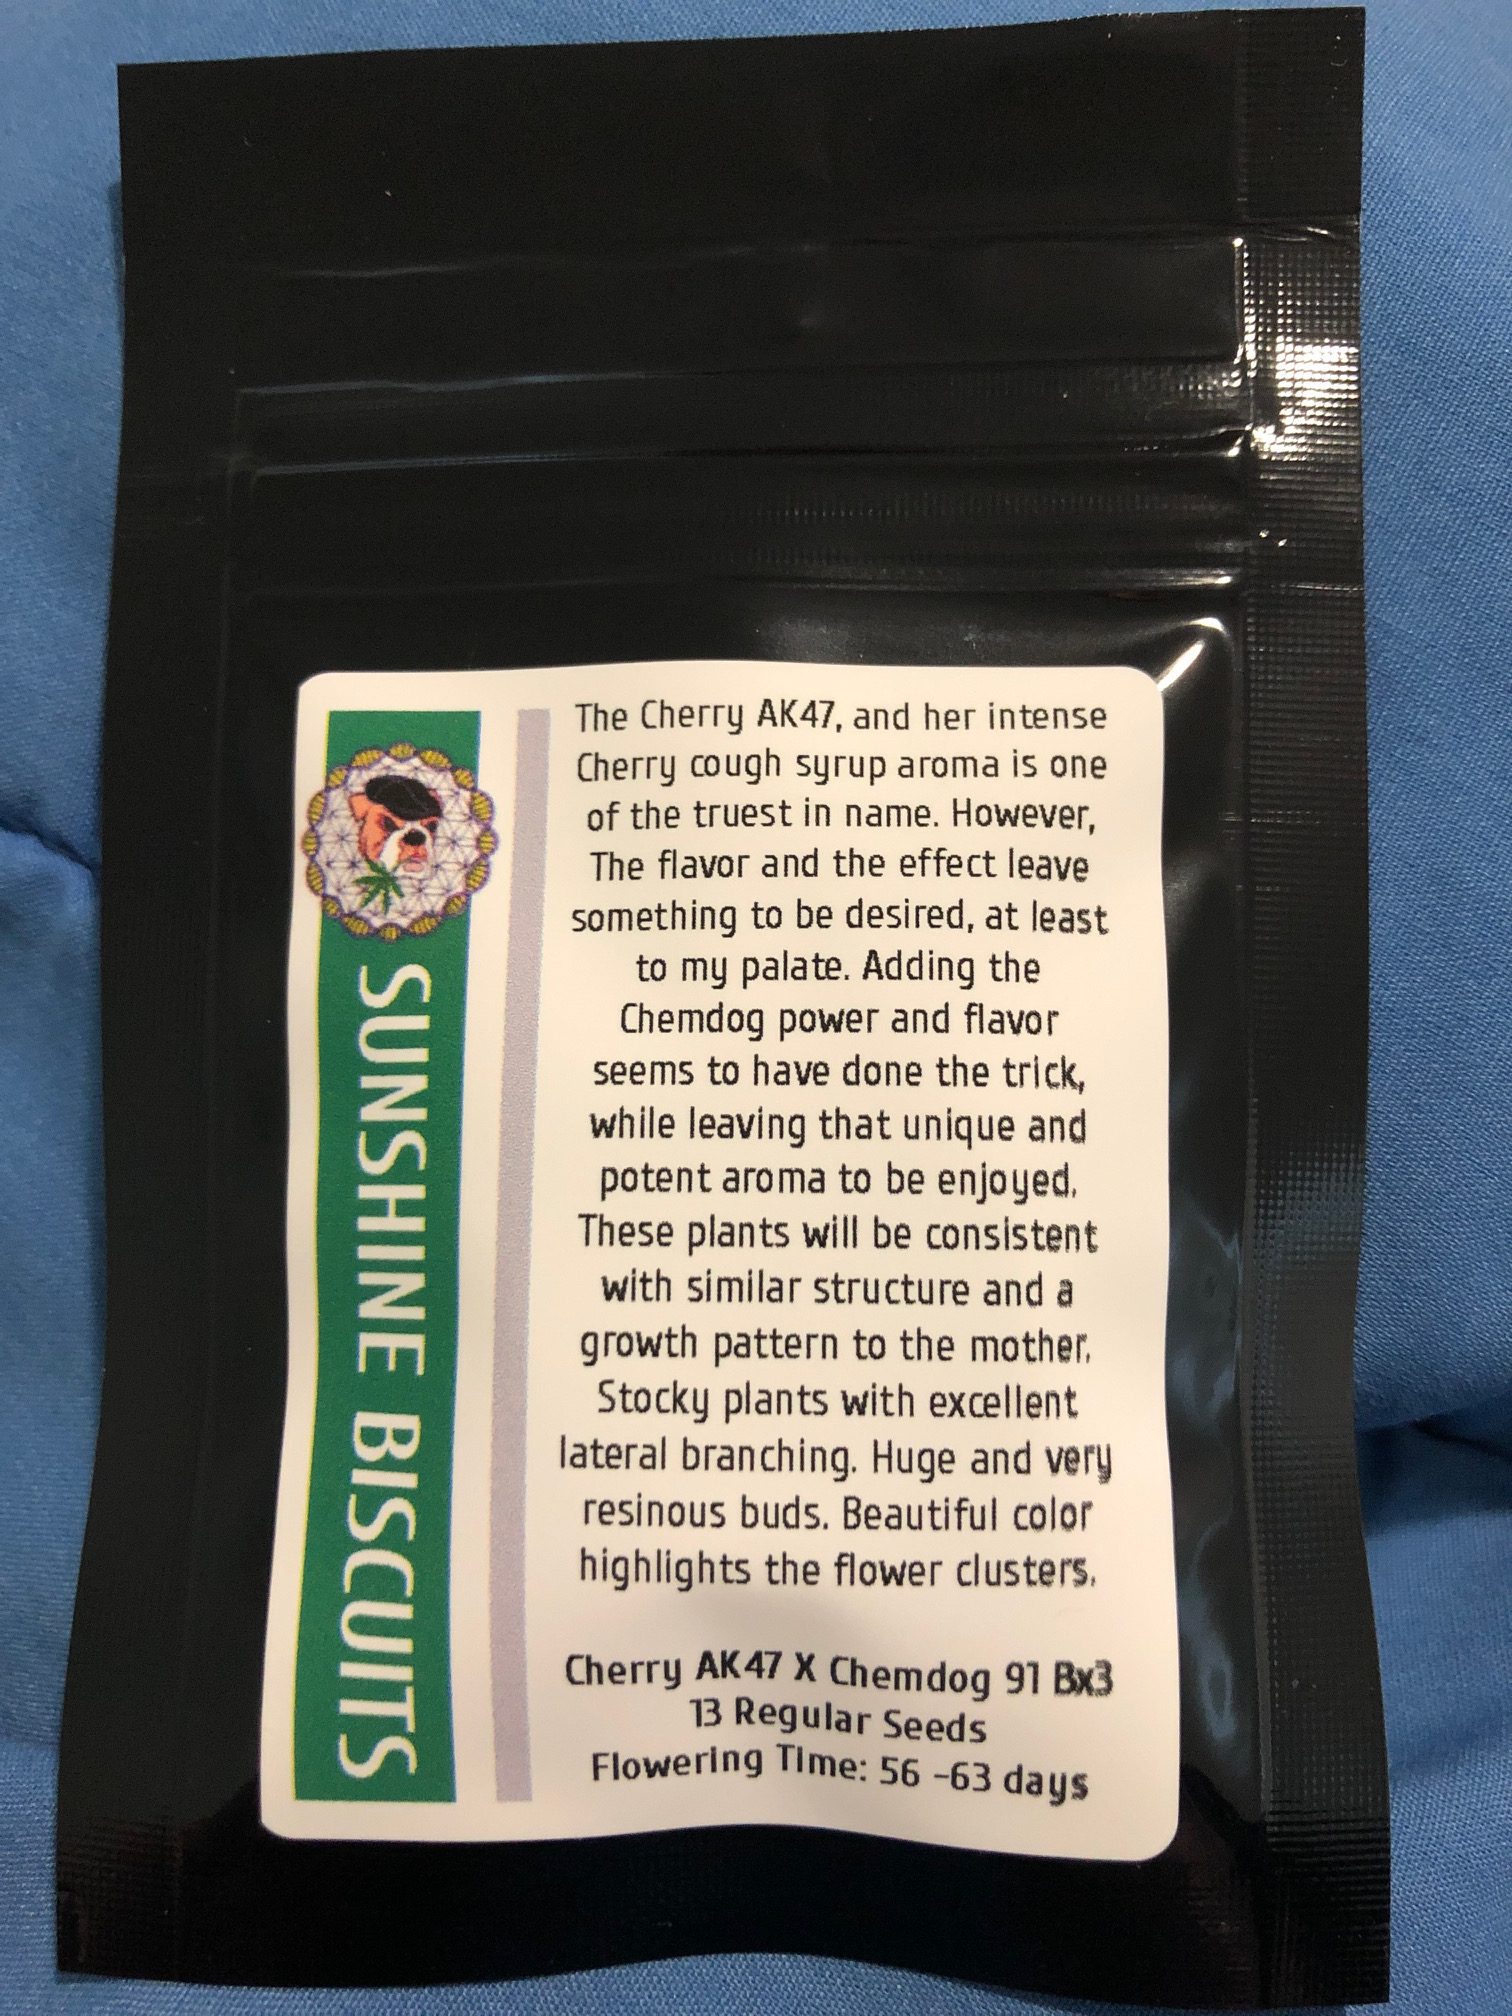 SUNSHINE BISCUITS
The Cherry AK47, and her intense
Cherry cough syrup aroma is one
of the truest in name. However,
The flavor and the effect leave
something to be desired, at least
to my palate. Adding the
Chemdog power and flavor
seems to have done the trick,
while leaving that unique and
potent aroma to be enjoyed.
These plants will be consistent
with similar structure and a
growth pattern to the mother.
Stocky plants with excellent
lateral branching. Huge and very
resinous buds. Beautiful color
highlights the flower clusters.
Cherry AK47 X Chemdog 91 Bx3
13 Regular Seeds
Flowering Time: 56 -63 days